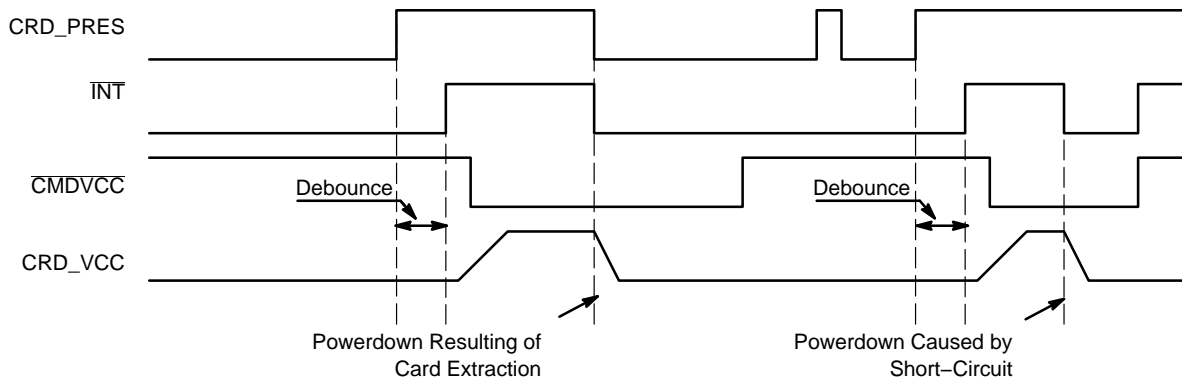 CRD_PRES
INT
CMDVCC
Debounce
Debounce
CRD_VCC
Powerdown Resulting of
Card Extraction
Powerdown Caused by
Short−Circuit